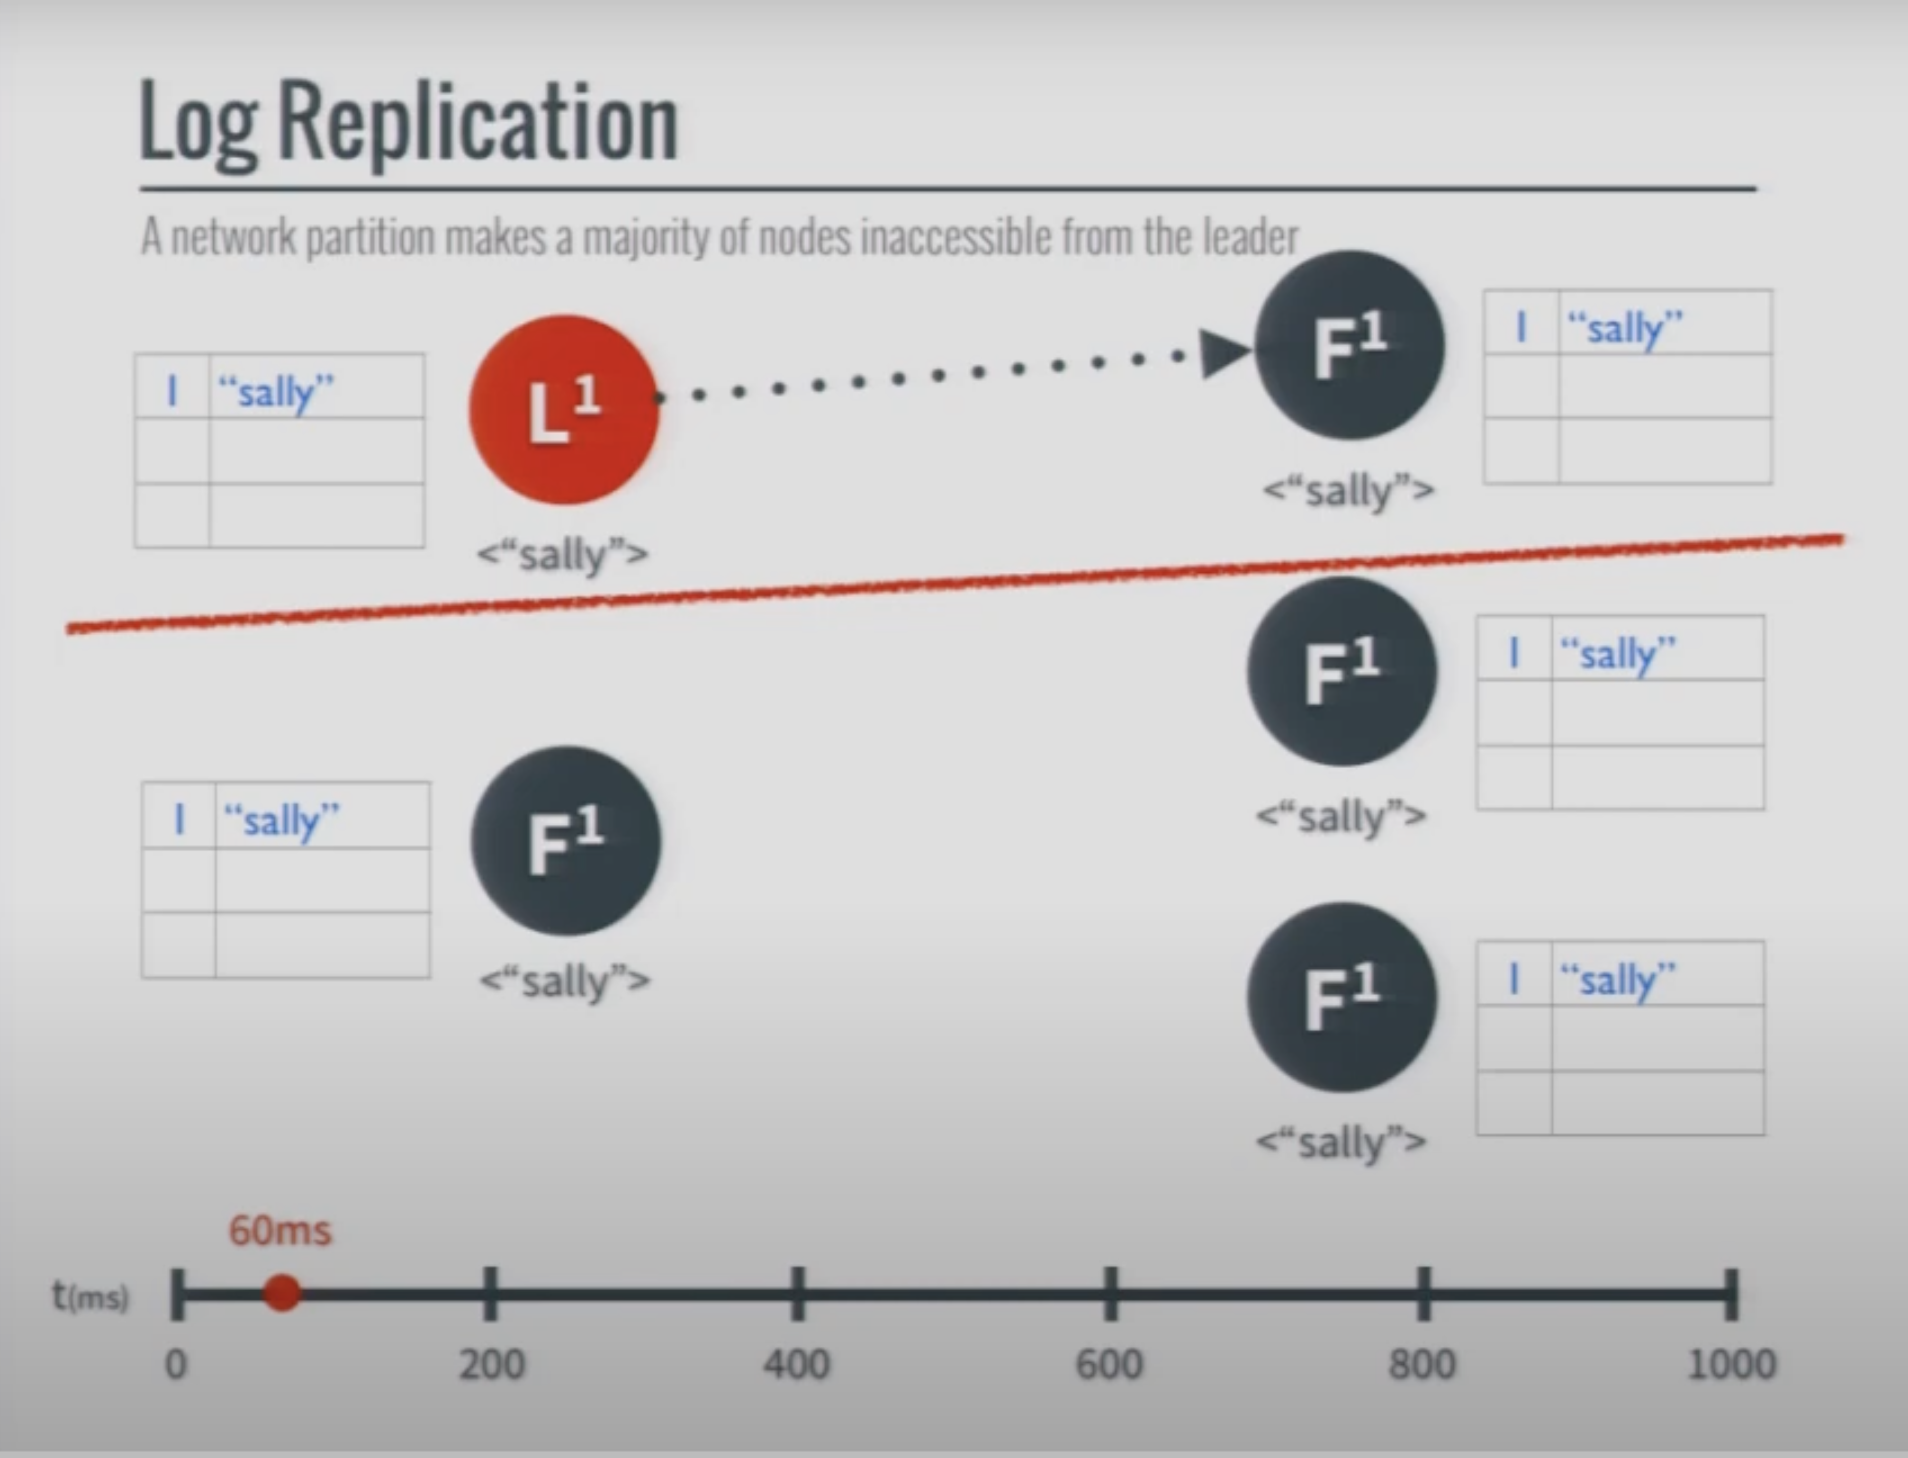 Log Replication
A network partition makes a majority of nodes inaccessible from the leader
1 “sally”
L1
<“sally”>
F1
<“sally”>
1 “sally”
F1
<“sally”>
1 “sally”
1 “sally”
F1
<“sally”>
F1
<“sally”>
1 “sally”
60ms
t(ms)
0 200 400 600 800 1000